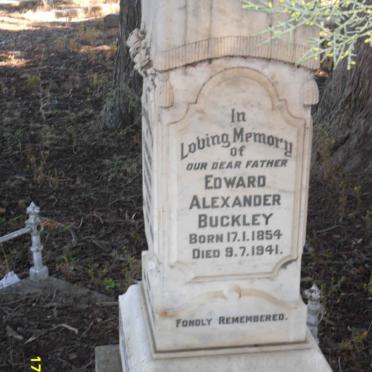 In
Loving Memory
of
OUR DEAR FATHER
EDWARD
ALEXANDER
BUCKLEY
BORN 17.1.1854
DIED 9.7.1941.
FONDLY REMEMBERED.
17